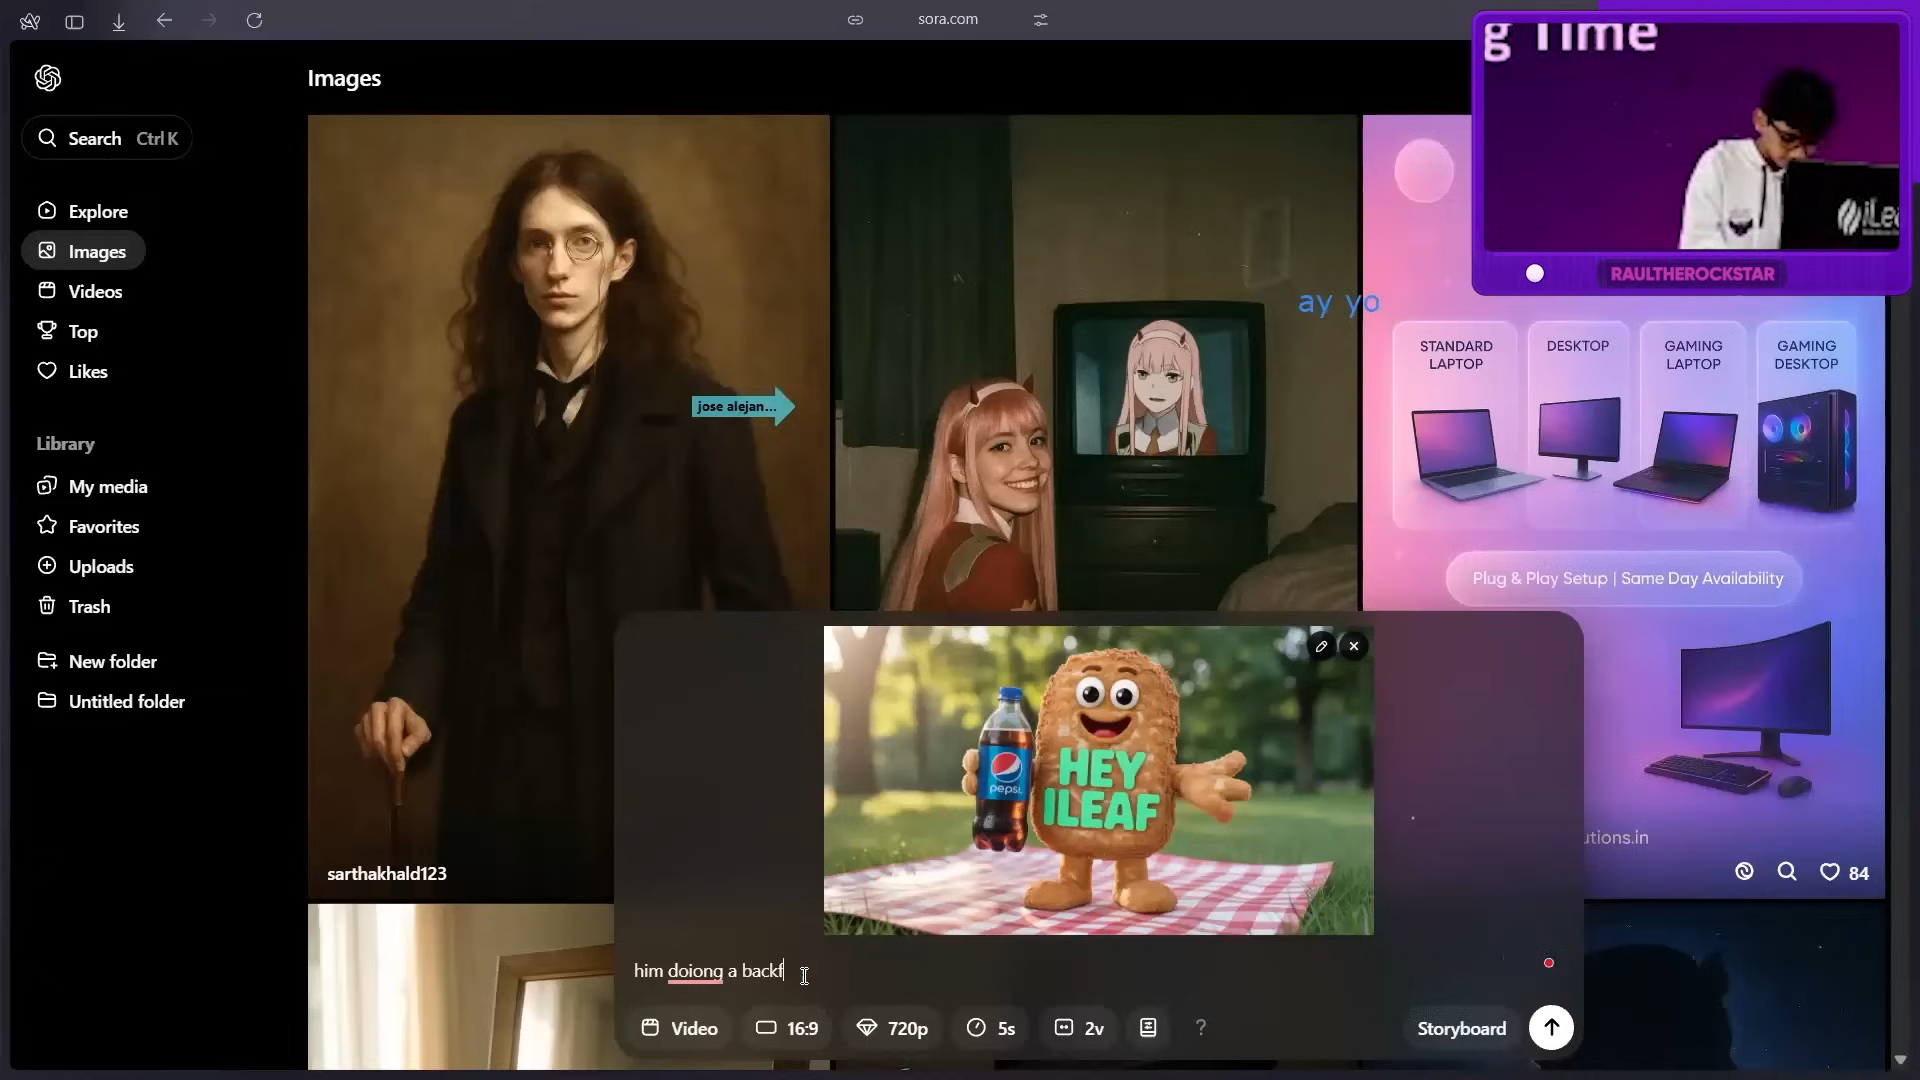 sora.com
g Time
RAULTHEROCKSTAR
Search Ctrl K
Explore
Images
Videos
Top
Likes
Library
My media
Favorites
Uploads
Trash
New folder
Untitled folder
Images
jose alejan...
ay yo
sarthakhald123
STANDARD LAPTOP
DESKTOP
GAMING LAPTOP
GAMING DESKTOP
Plug & Play Setup | Same Day Availability
utions.in
84
pepsi
HEY
ILEAF
him doiong a backf
Video
16:9
720p
5s
2v
?
Storyboard